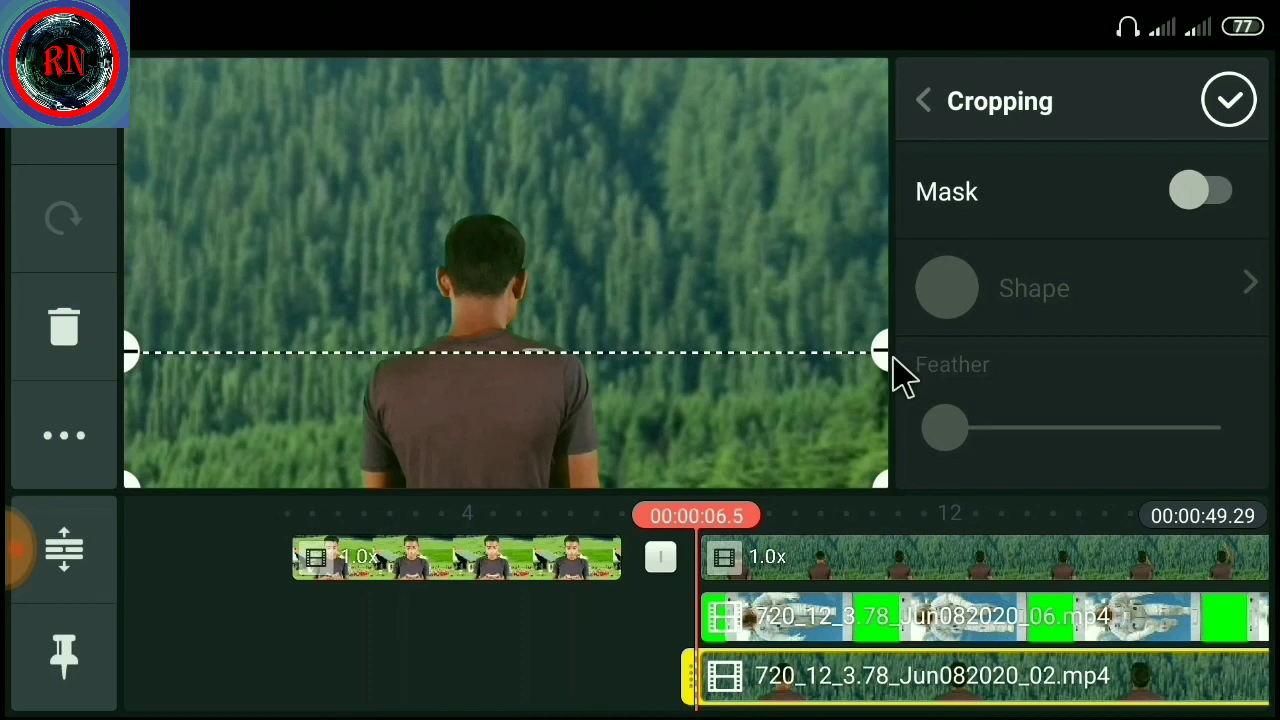 RN
77
Cropping
Mask
Shape
Feather
4
00:00:06.5
12
00:00:49.29
1.0x
1.0x
720_12_3.78_Jun082020_06.mp4
720_12_3.78_Jun082020_02.mp4